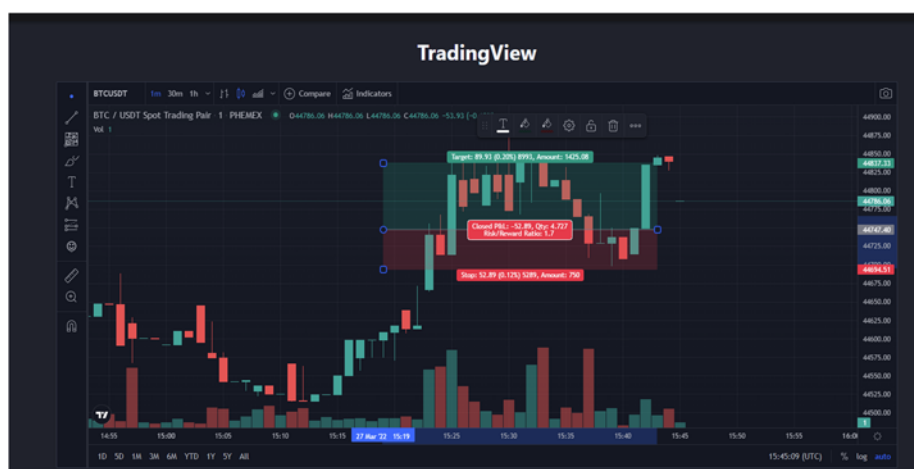 TradingView
BTCUSDT 1m 30m 1h Compare Indicators
BTC / USDT Spot Trading Pair · 1 · PHEMEX O44786.06 H44786.06 L44786.06 C44786.06 −53.93
Vol 1
Target: 89.93 (0.20%) 8993, Amount: 1425.08
Closed P&L: −52.89, Qty: 4.727
Risk/Reward Ratio: 1.7
Stop: 52.89 (0.12%) 5289, Amount: 750
44900.00
44875.00
44850.00
44837.33
44825.00
44800.00
44786.06
44775.00
44747.40
44725.00
44694.51
44675.00
44650.00
44625.00
44600.00
44575.00
44550.00
44525.00
44500.00
1
14:55 15:00 15:05 15:10 15:15 27 Mar '22 15:19 15:25 15:30 15:35 15:40 15:45 15:50 15:55
1D 5D 1M 3M 6M YTD 1Y 5Y All 15:45:09 (UTC) % log auto